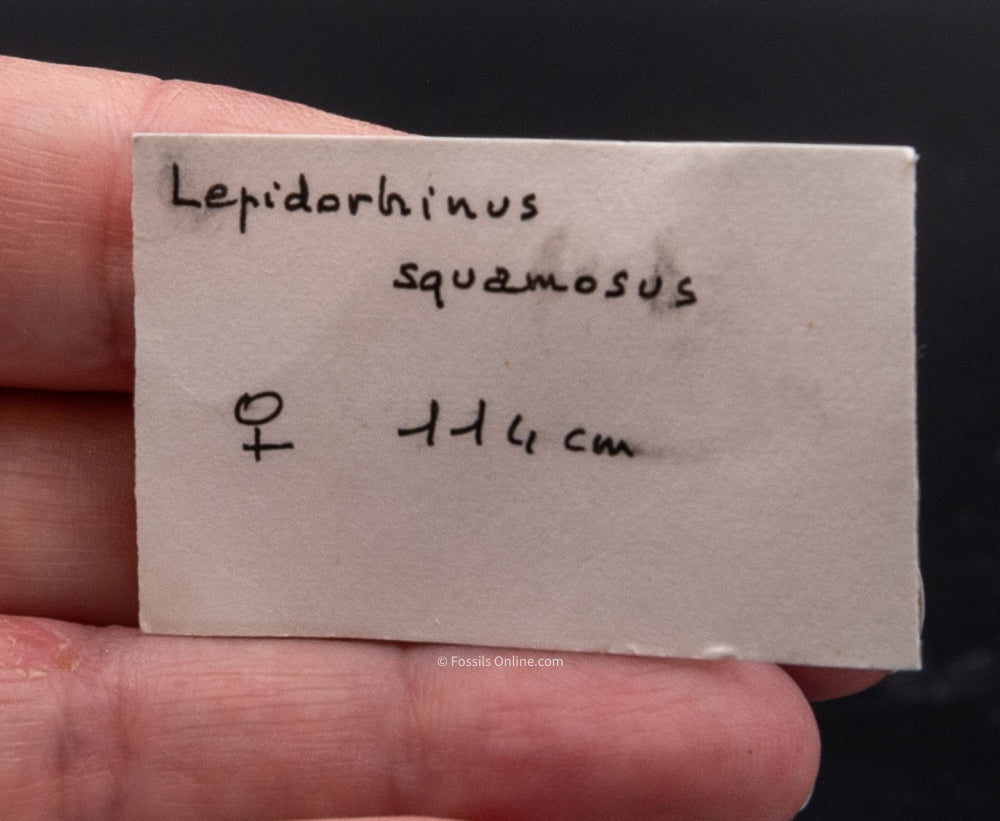 Lepidorhinus
squamosus
♀ 114 cm
© Fossils Online.com